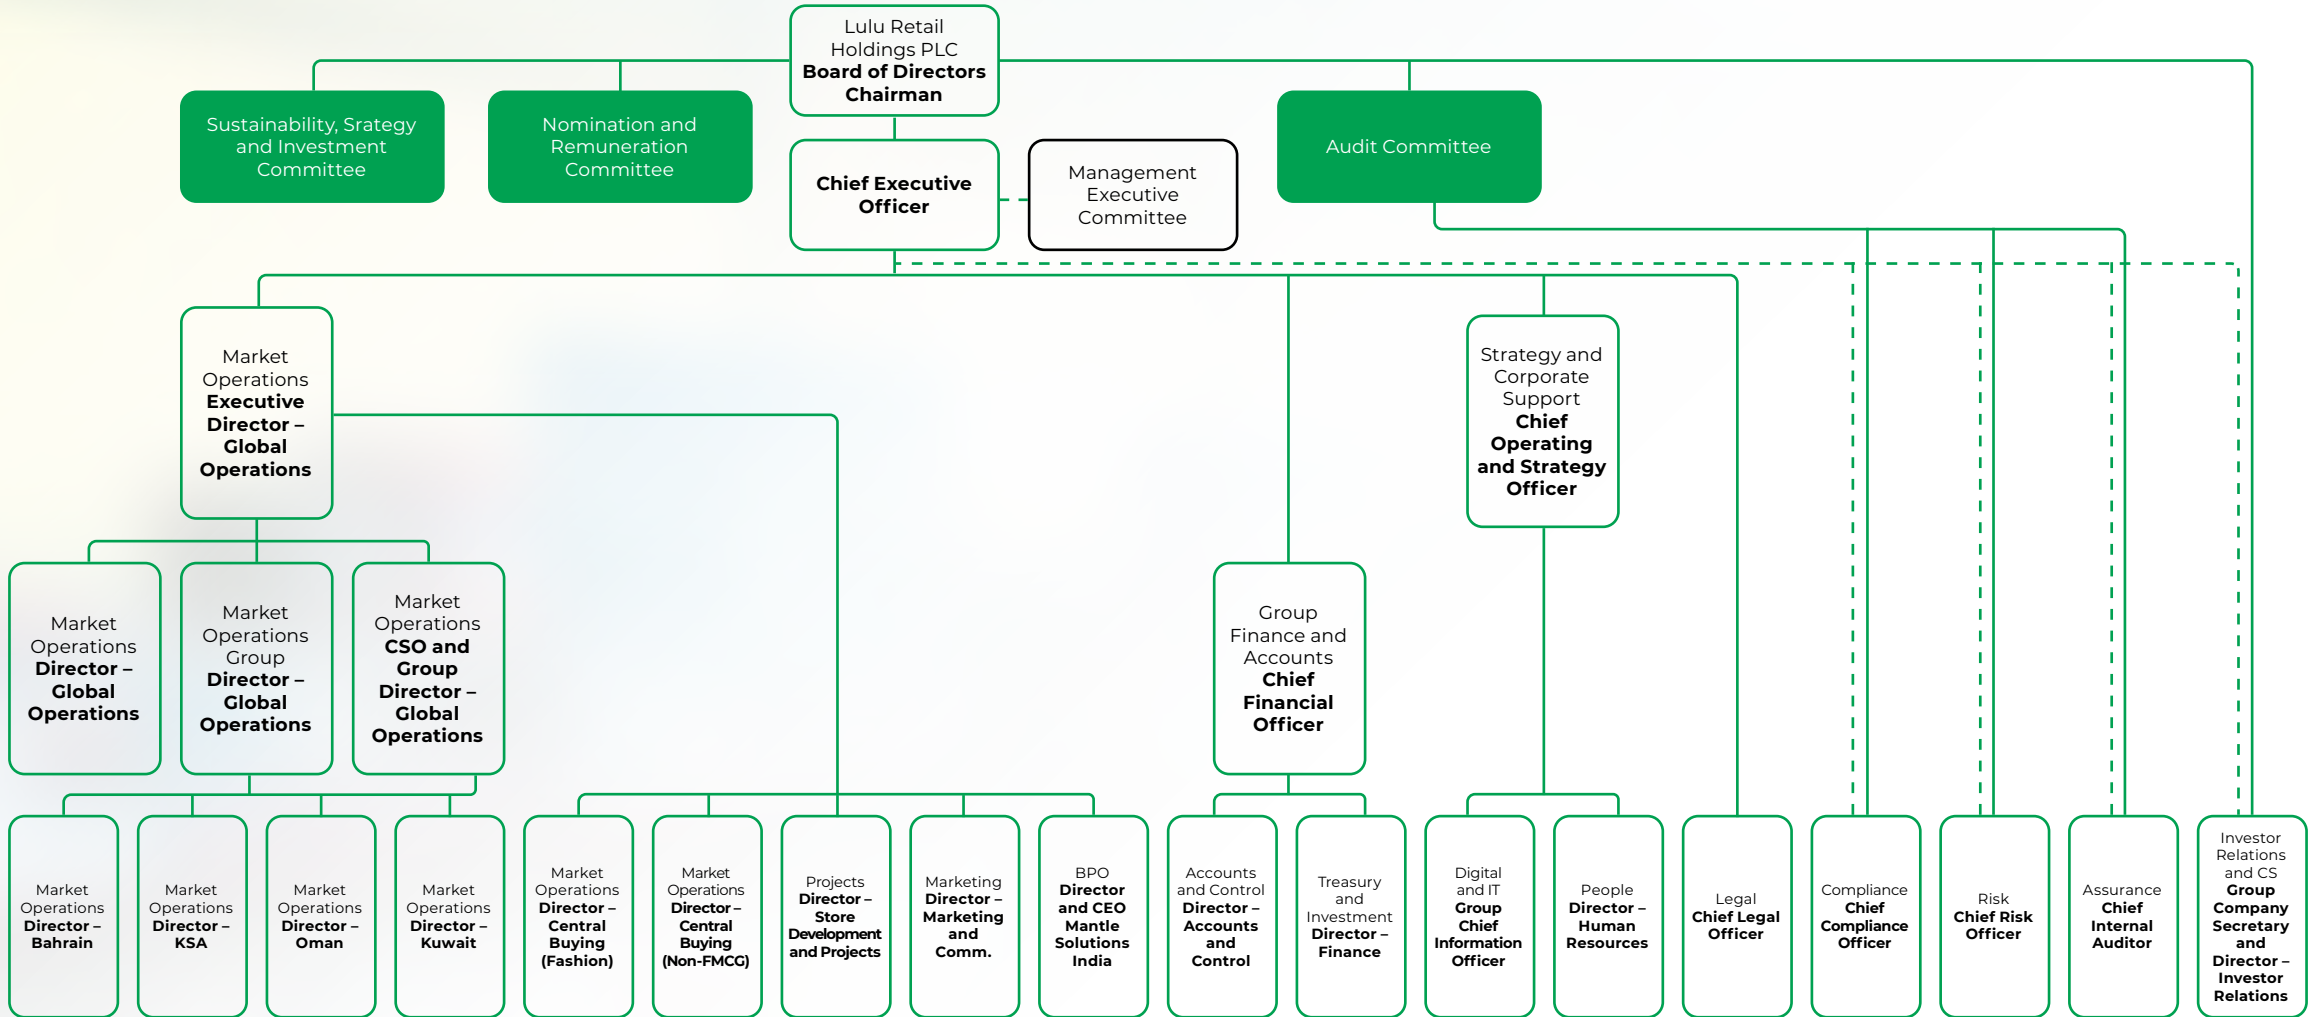 Lulu Retail
Holdings PLC
Board of Directors
Chairman
Sustainability, Srategy
and Investment
Committee
Nomination and
Remuneration
Committee
Audit Committee
Chief Executive
Officer
Management
Executive
Committee
Market
Operations
Executive
Director –
Global
Operations
Strategy and
Corporate
Support
Chief
Operating
and Strategy
Officer
Market
Operations
Director –
Global
Operations
Market
Operations
Group
Director –
Global
Operations
Market
Operations
CSO and
Group
Director –
Global
Operations
Group
Finance and
Accounts
Chief
Financial
Officer
Market
Operations
Director –
Bahrain
Market
Operations
Director –
KSA
Market
Operations
Director –
Oman
Market
Operations
Director –
Kuwait
Market
Operations
Director –
Central
Buying
(Fashion)
Market
Operations
Director –
Central
Buying
(Non-FMCG)
Projects
Director –
Store
Development
and Projects
Marketing
Director –
Marketing
and
Comm.
BPO
Director
and CEO
Mantle
Solutions
India
Accounts
and Control
Director –
Accounts
and
Control
Treasury
and
Investment
Director –
Finance
Digital
and IT
Group
Chief
Information
Officer
People
Director –
Human
Resources
Legal
Chief Legal
Officer
Compliance
Chief
Compliance
Officer
Risk
Chief Risk
Officer
Assurance
Chief
Internal
Auditor
Investor
Relations
and CS
Group
Company
Secretary
and
Director –
Investor
Relations